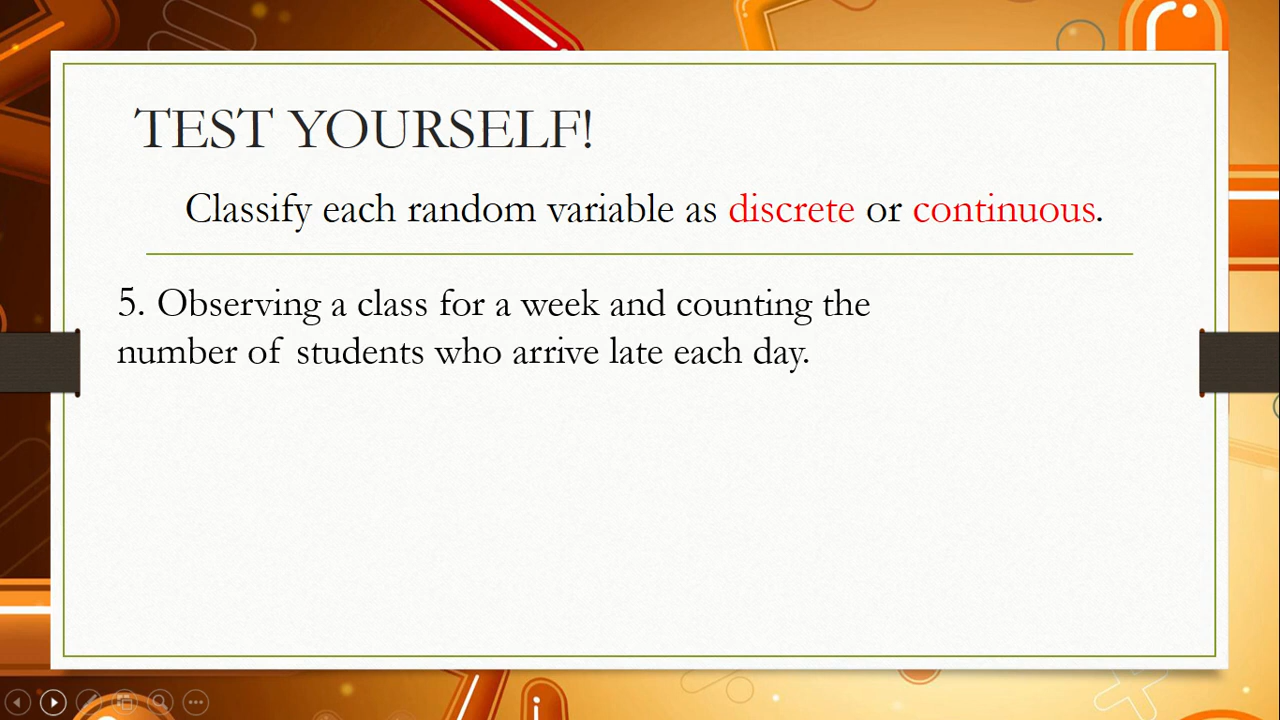 TEST YOURSELF!
Classify each random variable as discrete or continuous.
5. Observing a class for a week and counting the
number of students who arrive late each day.